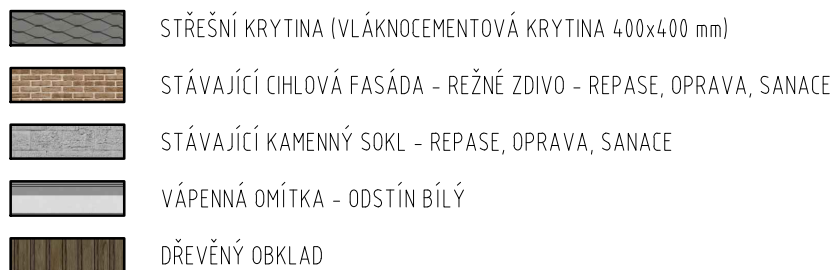 STŘEŠNÍ KRYTINA (VLÁKNOCEMENTOVÁ KRYTINA 400x400 mm)
STÁVAJÍCÍ CIHLOVÁ FASÁDA - REŽNÉ ZDIVO - REPASE, OPRAVA, SANACE
STÁVAJÍCÍ KAMENNÝ SOKL - REPASE, OPRAVA, SANACE
VÁPENNÁ OMÍTKA - ODSTÍN BÍLÝ
DŘEVĚNÝ OBKLAD